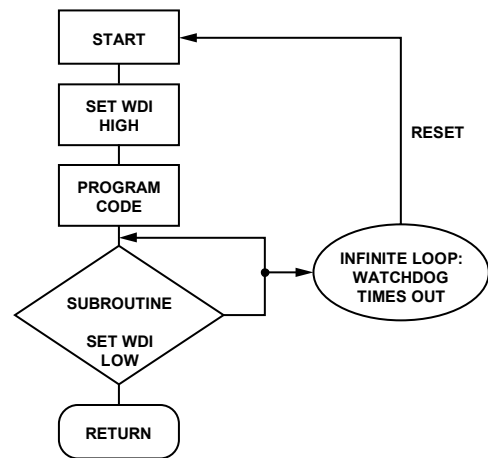 START
SET WDI
HIGH
RESET
PROGRAM
CODE
INFINITE LOOP:
WATCHDOG
TIMES OUT
SUBROUTINE
SET WDI
LOW
RETURN